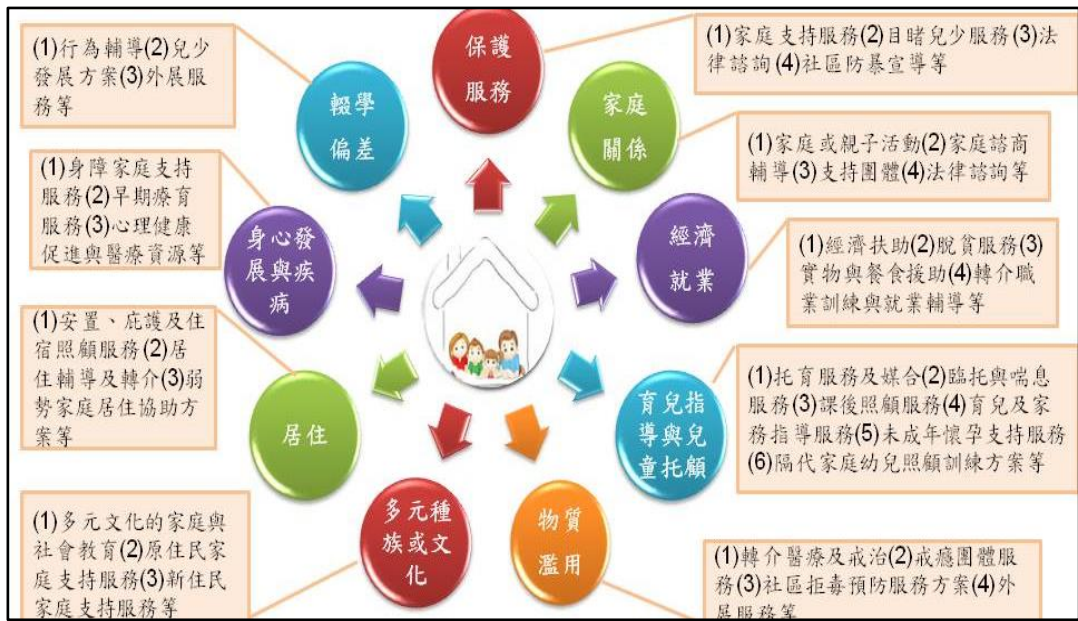 保護
服務
(1)家庭支持服務(2)目睹兒少服務(3)法
律諮詢(4)社區防暴宣導等
家庭
關係
(1)家庭或親子活動(2)家庭諮商
輔導(3)支持團體(4)法律諮詢等
經濟
就業
(1)經濟扶助(2)脫貧服務(3)
實物與餐食援助(4)轉介職
業訓練與就業輔導等
育兒指
導與兒
童托顧
(1)托育服務及媒合(2)臨托與喘息
服務(3)課後照顧服務(4)育兒及家
務指導服務(5)未成年懷孕支持服務
(6)隔代家庭幼兒照顧訓練方案等
物質
濫用
(1)轉介醫療及戒治(2)戒癮團體服
務(3)社區拒毒預防服務方案(4)外
展服務等
多元種
族或文
化
(1)多元文化的家庭與
社會教育(2)原住民家
庭支持服務(3)新住民
家庭支持服務等
居住
(1)安置、庇護及住
宿照顧服務(2)居
住輔導及轉介(3)弱
勢家庭居住協助方
案等
身心發
展與疾
病
(1)身障家庭支持
服務(2)早期療育
服務(3)心理健康
促進與醫療資源等
輟學
偏差
(1)行為輔導(2)兒少
發展方案(3)外展服
務等